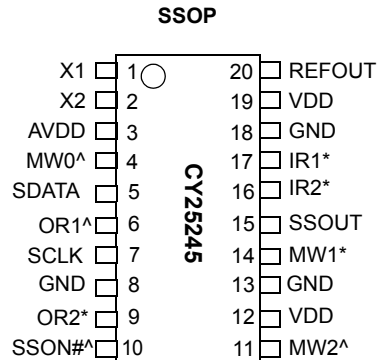 SSOP
X1 1 20 REFOUT
X2 2 19 VDD
AVDD 3 18 GND
MW0^ 4 17 IR1*
SDATA 5 16 IR2*
OR1^ 6 15 SSOUT
SCLK 7 14 MW1*
GND 8 13 GND
OR2* 9 12 VDD
SSON#^ 10 11 MW2^
CY25245